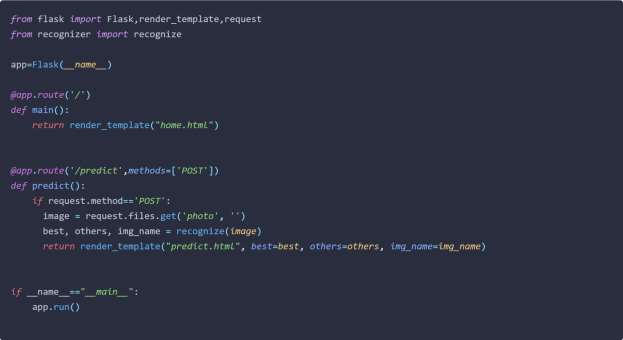 from flask import Flask,render_template,request
from recognizer import recognize
app=Flask(__name__)
@app.route('/')
def main():
return render_template("home.html")
@app.route('/predict',methods=['POST'])
def predict():
if request.method=='POST':
image = request.files.get('photo', '')
best, others, img_name = recognize(image)
return render_template("predict.html", best=best, others=others, img_name=img_name)
if __name__=="__main__":
app.run()